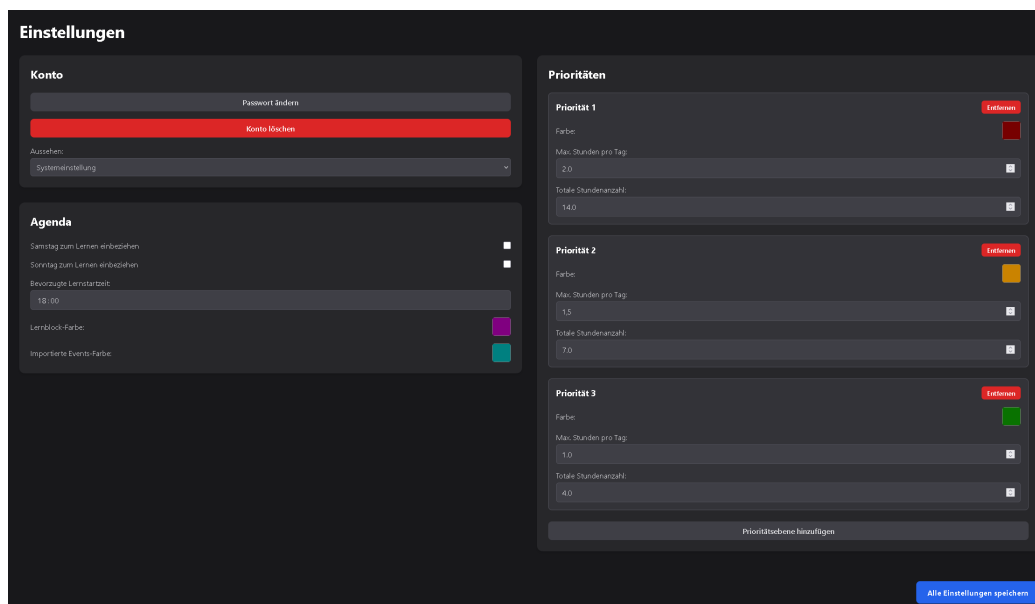 Einstellungen
Konto
Passwort ändern
Konto löschen
Aussehen:
Systemeinstellung
Agenda
Samstag zum Lernen einbeziehen
Sonntag zum Lernen einbeziehen
Bevorzugte Lernstartzeit:
18:00
Lernblock-Farbe:
Importierte Events-Farbe:
Prioritäten
Priorität 1
Entfernen
Farbe:
Max. Stunden pro Tag:
2.0
Totale Stundenanzahl:
14.0
Priorität 2
Entfernen
Farbe:
Max. Stunden pro Tag:
1.5
Totale Stundenanzahl:
7.0
Priorität 3
Entfernen
Farbe:
Max. Stunden pro Tag:
1.0
Totale Stundenanzahl:
4.0
Prioritätsebene hinzufügen
Alle Einstellungen speichern